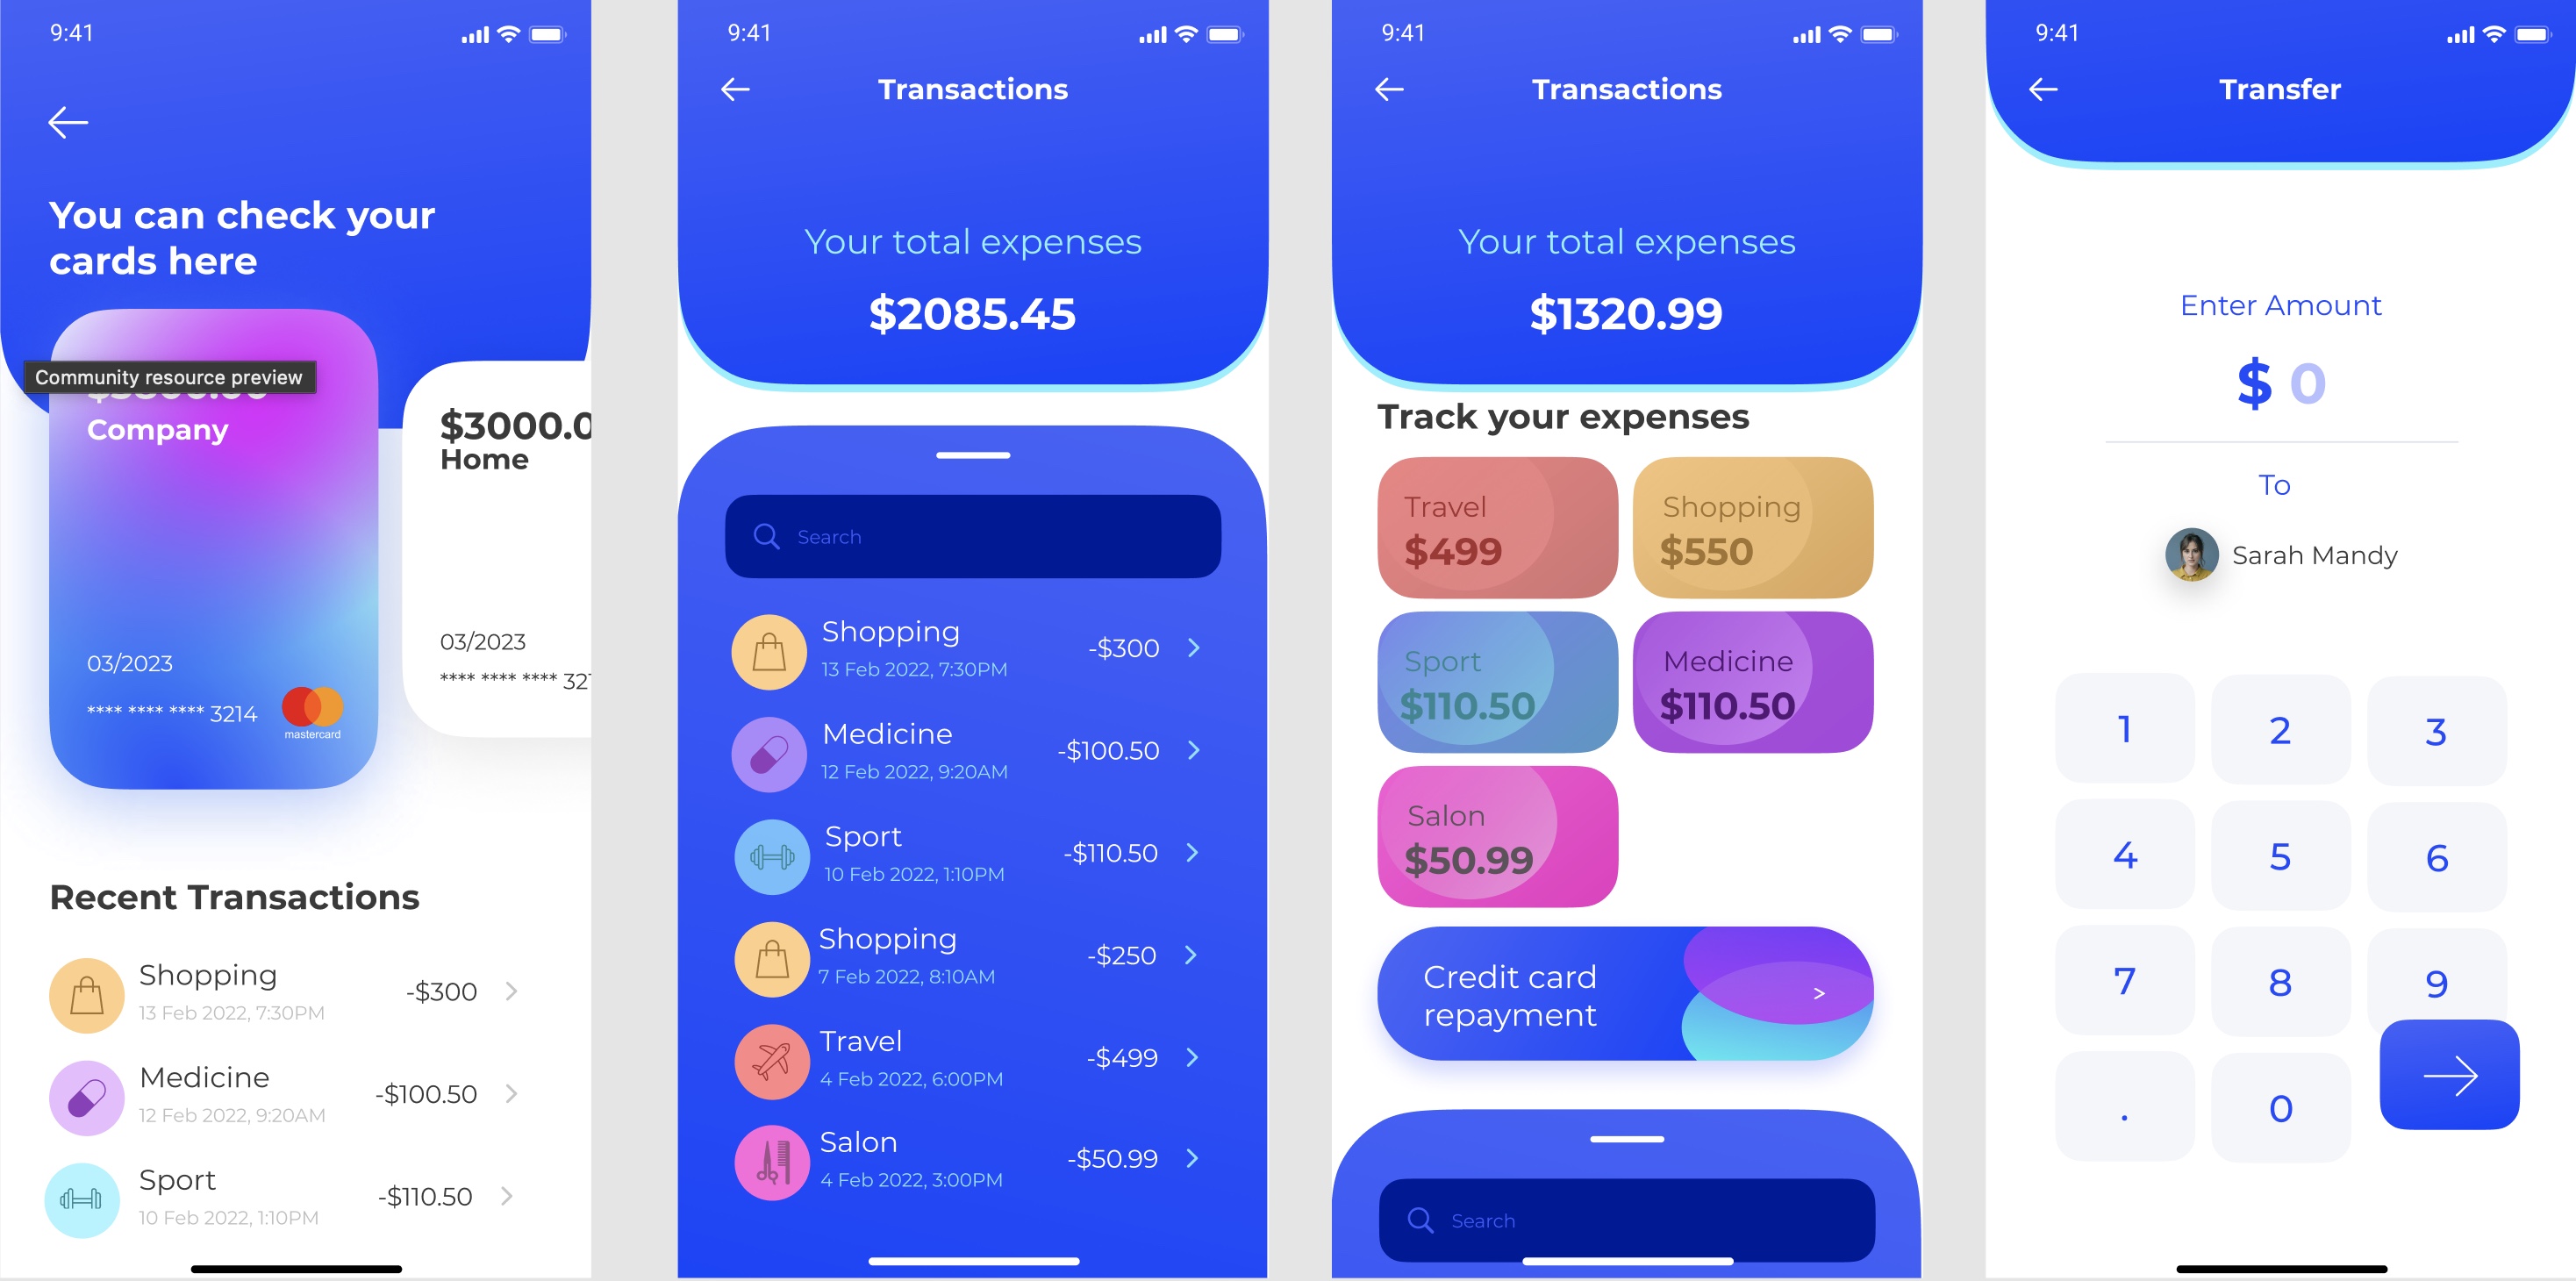 9:41
You can check your
cards here
Community resource preview
Company
03/2023
**** **** **** 3214
mastercard
$3000.0
Home
03/2023
**** **** **** 321
Recent Transactions
Shopping
13 Feb 2022, 7:30PM
-$300
Medicine
12 Feb 2022, 9:20AM
-$100.50
Sport
10 Feb 2022, 1:10PM
-$110.50
9:41
Transactions
Your total expenses
$2085.45
Search
Shopping
13 Feb 2022, 7:30PM
-$300
Medicine
12 Feb 2022, 9:20AM
-$100.50
Sport
10 Feb 2022, 1:10PM
-$110.50
Shopping
7 Feb 2022, 8:10AM
-$250
Travel
4 Feb 2022, 6:00PM
-$499
Salon
4 Feb 2022, 3:00PM
-$50.99
9:41
Transactions
Your total expenses
$1320.99
Track your expenses
Travel
$499
Shopping
$550
Sport
$110.50
Medicine
$110.50
Salon
$50.99
Credit card
repayment
>
Search
9:41
Transfer
Enter Amount
$ 0
To
Sarah Mandy
1 2 3
4 5 6
7 8 9
. 0